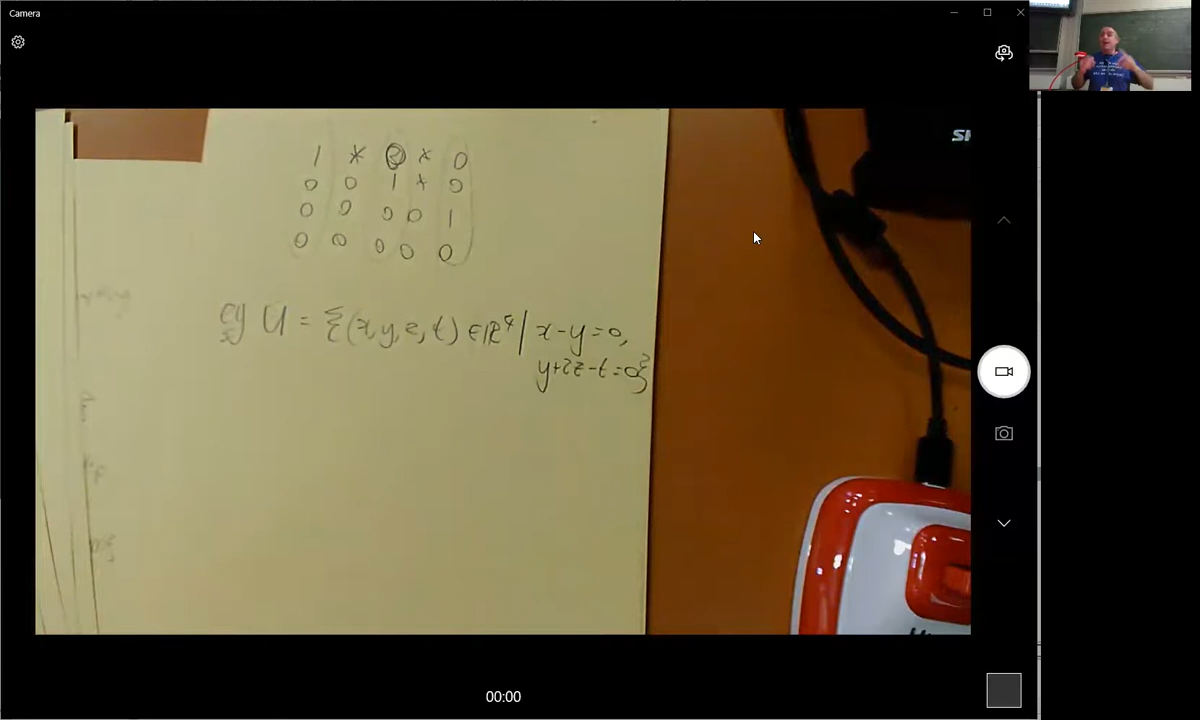 Camera
1 * 0 * 0
0 0 1 * 0
0 0 0 0 1
0 0 0 0 0
eg U = {(x,y,z,t) ∈ ℝ⁴ | x-y=0,
y+2z-t=0}
00:00